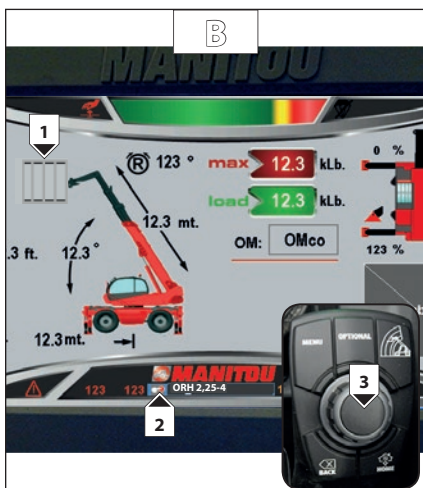 B
MANITOU
1
123 °
max 12.3 kLb.
0 %
load 12.3 kLb.
12.3 mt.
.3 ft.
12.3 °
OM: OMco
123 %
12.3 mt.
MANITOU
123 123 ORH 2,25-4
2
MENU
OPTIONAL
3
BACK
HOME